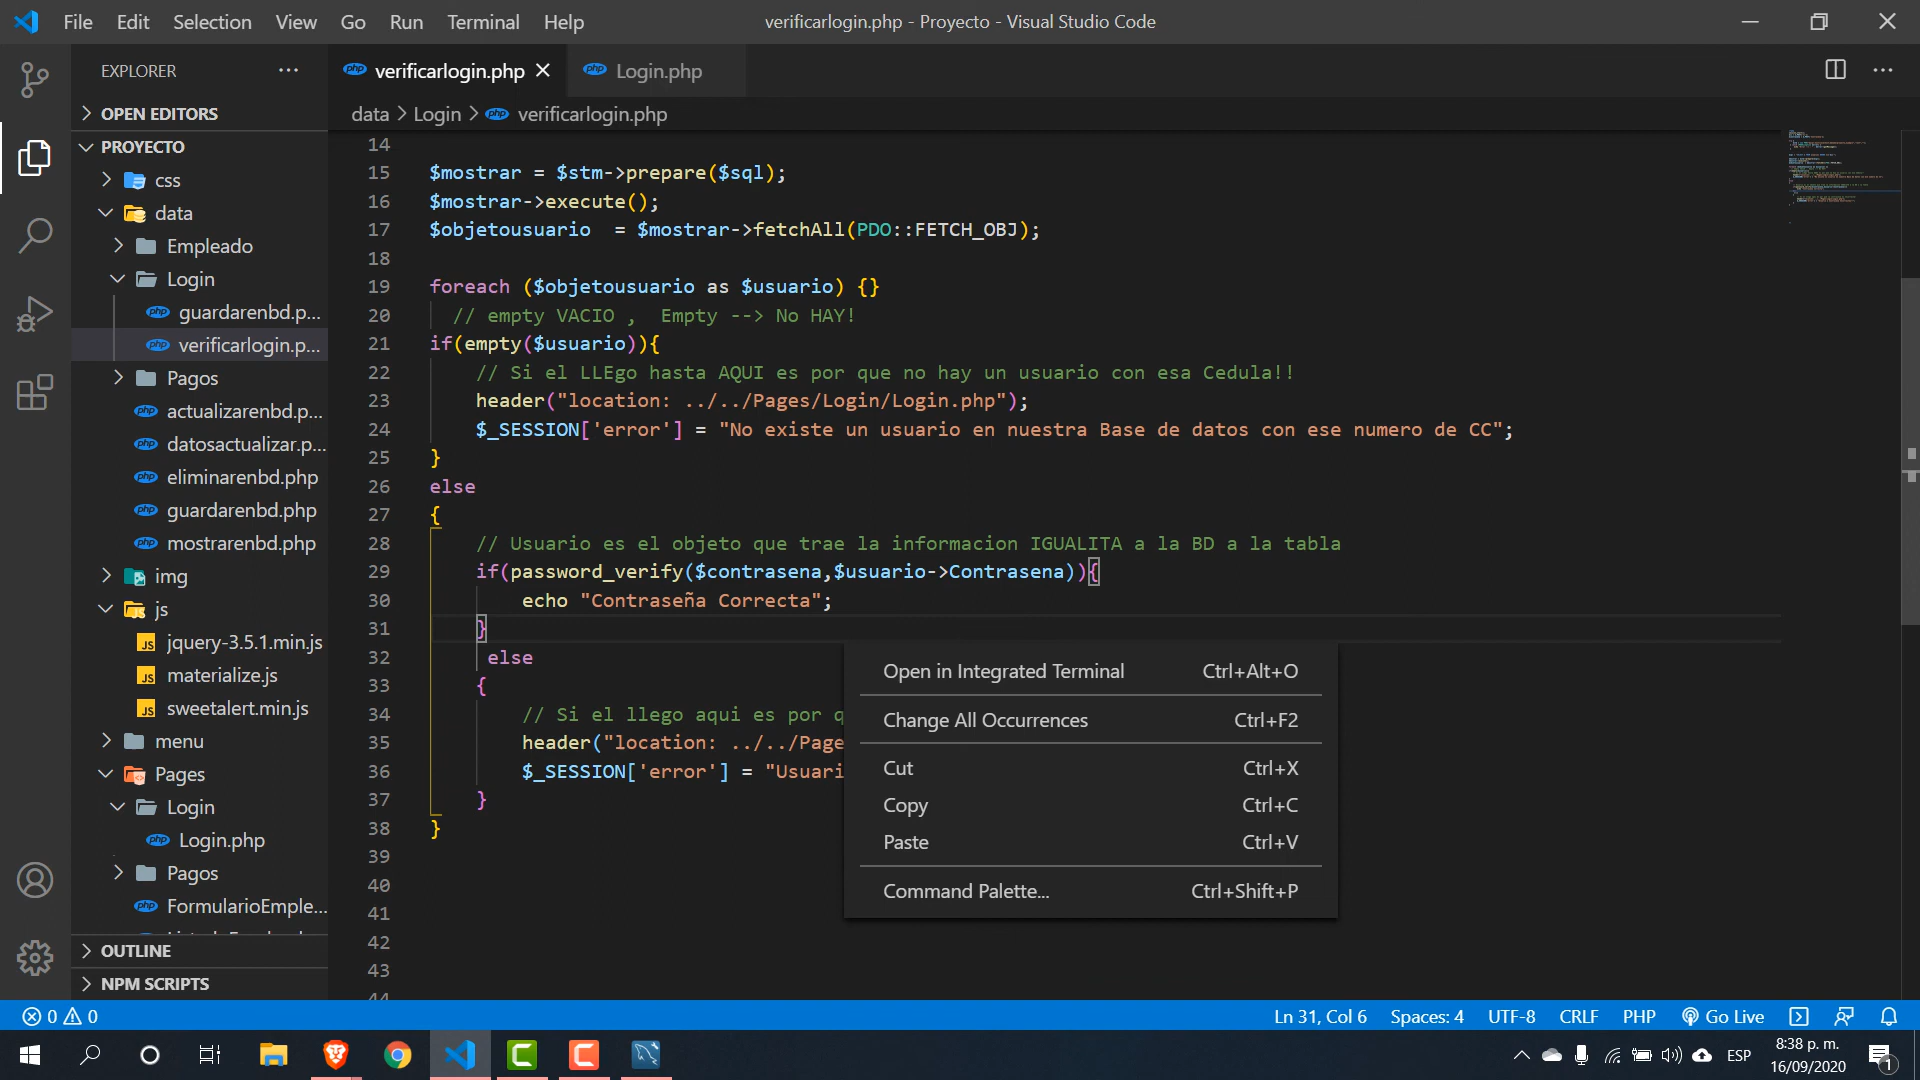 File Edit Selection View Go Run Terminal Help
verificarlogin.php - Proyecto - Visual Studio Code
EXPLORER
OPEN EDITORS
PROYECTO
css
data
Empleado
Login
guardarenbd.p...
verificarlogin.p...
Pagos
actualizarenbd.p...
datosactualizar.p...
eliminarenbd.php
guardarenbd.php
mostrarenbd.php
img
js
jquery-3.5.1.min.js
materialize.js
sweetalert.min.js
menu
Pages
Login
Login.php
Pagos
FormularioEmple...
OUTLINE
NPM SCRIPTS
verificarlogin.php
Login.php
data > Login > verificarlogin.php
14
15 $mostrar = $stm->prepare($sql);
16 $mostrar->execute();
17 $objetousuario  = $mostrar->fetchAll(PDO::FETCH_OBJ);
18
19 foreach ($objetousuario as $usuario) {}
20 // empty VACIO ,  Empty --> No HAY!
21 if(empty($usuario)){
22 // Si el LLEgo hasta AQUI es por que no hay un usuario con esa Cedula!!
23 header("location: ../../Pages/Login/Login.php");
24 $_SESSION['error'] = "No existe un usuario en nuestra Base de datos con ese numero de CC";
25 }
26 else
27 {
28 // Usuario es el objeto que trae la informacion IGUALITA a la BD a la tabla
29 if(password_verify($contrasena,$usuario->Contrasena)){
30 echo "Contraseña Correcta";
31 }
32 else
33 {
34 // Si el llego aqui es por q
35 header("location: ../../Page
36 $_SESSION['error'] = "Usuari
37 }
38 }
39
40
41
42
43
44
Open in Integrated Terminal Ctrl+Alt+O
Change All Occurrences Ctrl+F2
Cut Ctrl+X
Copy Ctrl+C
Paste Ctrl+V
Command Palette... Ctrl+Shift+P
0 0
Ln 31, Col 6 Spaces: 4 UTF-8 CRLF PHP Go Live
ESP
8:38 p. m.
16/09/2020
1